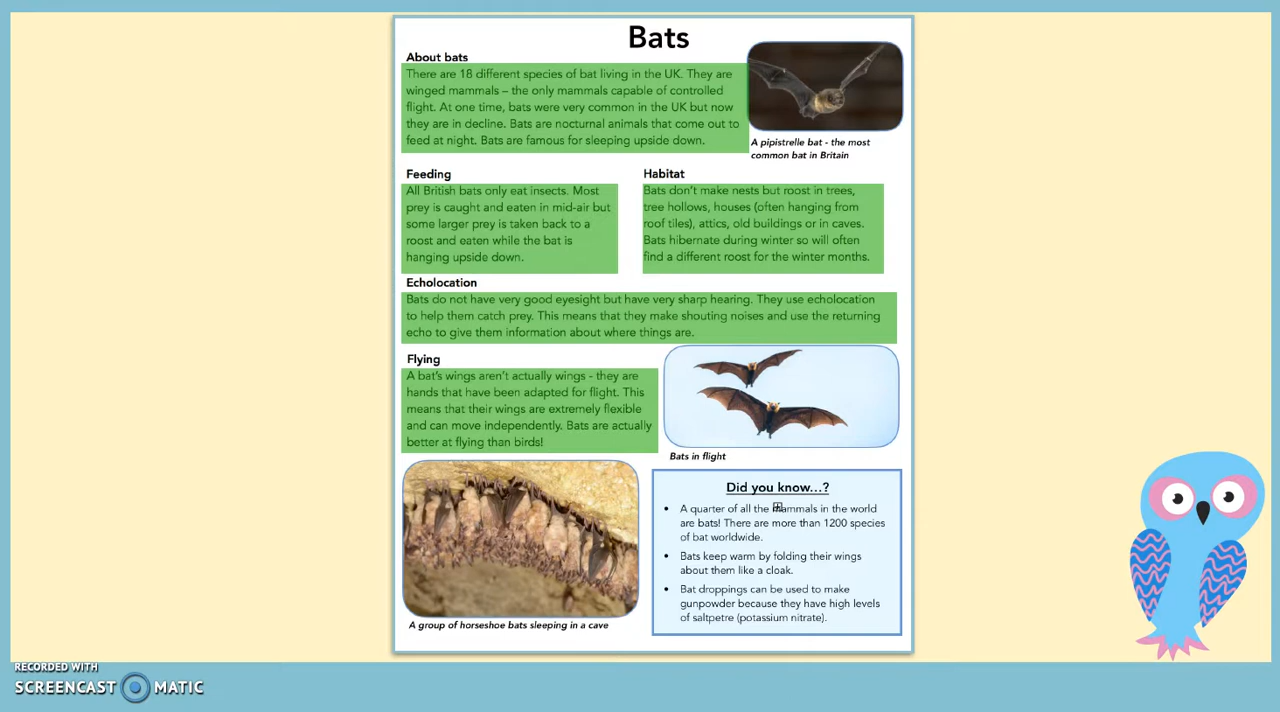 Bats
About bats
There are 18 different species of bat living in the UK. They are
winged mammals – the only mammals capable of controlled
flight. At one time, bats were very common in the UK but now
they are in decline. Bats are nocturnal animals that come out to
feed at night. Bats are famous for sleeping upside down.
A pipistrelle bat - the most
common bat in Britain
Feeding
All British bats only eat insects. Most
prey is caught and eaten in mid-air but
some larger prey is taken back to a
roost and eaten while the bat is
hanging upside down.
Habitat
Bats don't make nests but roost in trees,
tree hollows, houses (often hanging from
roof tiles), attics, old buildings or in caves.
Bats hibernate during winter so will often
find a different roost for the winter months.
Echolocation
Bats do not have very good eyesight but have very sharp hearing. They use echolocation
to help them catch prey. This means that they make shouting noises and use the returning
echo to give them information about where things are.
Flying
A bat's wings aren't actually wings - they are
hands that have been adapted for flight. This
means that their wings are extremely flexible
and can move independently. Bats are actually
better at flying than birds!
Bats in flight
A group of horseshoe bats sleeping in a cave
Did you know…?
• A quarter of all the mammals in the world
are bats! There are more than 1200 species
of bat worldwide.
• Bats keep warm by folding their wings
about them like a cloak.
• Bat droppings can be used to make
gunpowder because they have high levels
of saltpetre (potassium nitrate).
RECORDED WITH
SCREENCAST MATIC